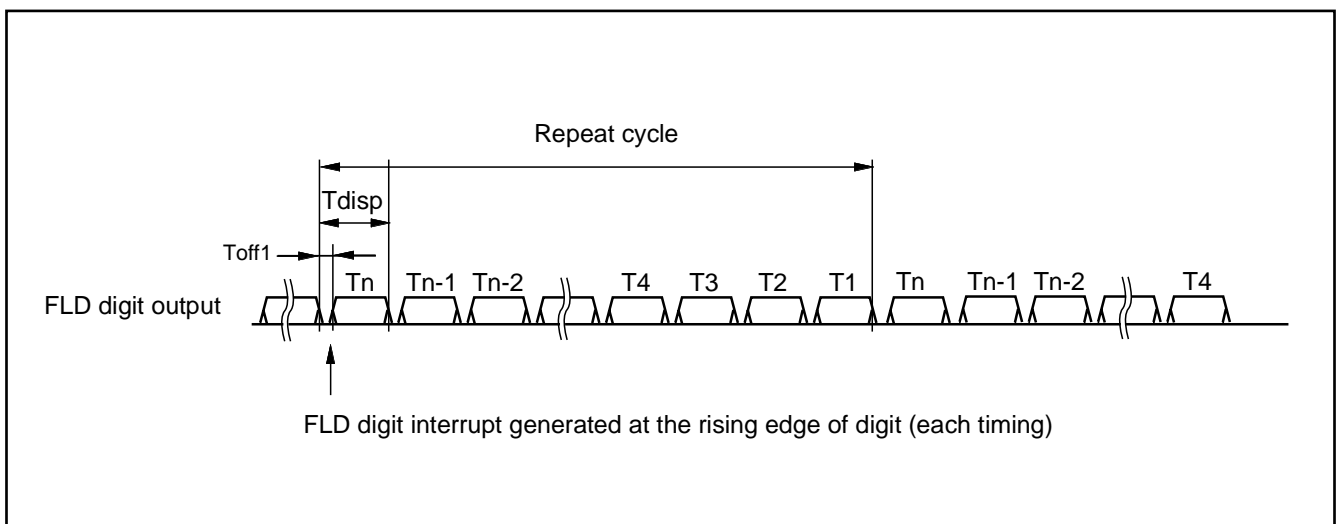 Repeat cycle
Tdisp
Toff1
Tn Tn-1 Tn-2 T4 T3 T2 T1 Tn Tn-1 Tn-2 T4
FLD digit output
FLD digit interrupt generated at the rising edge of digit (each timing)